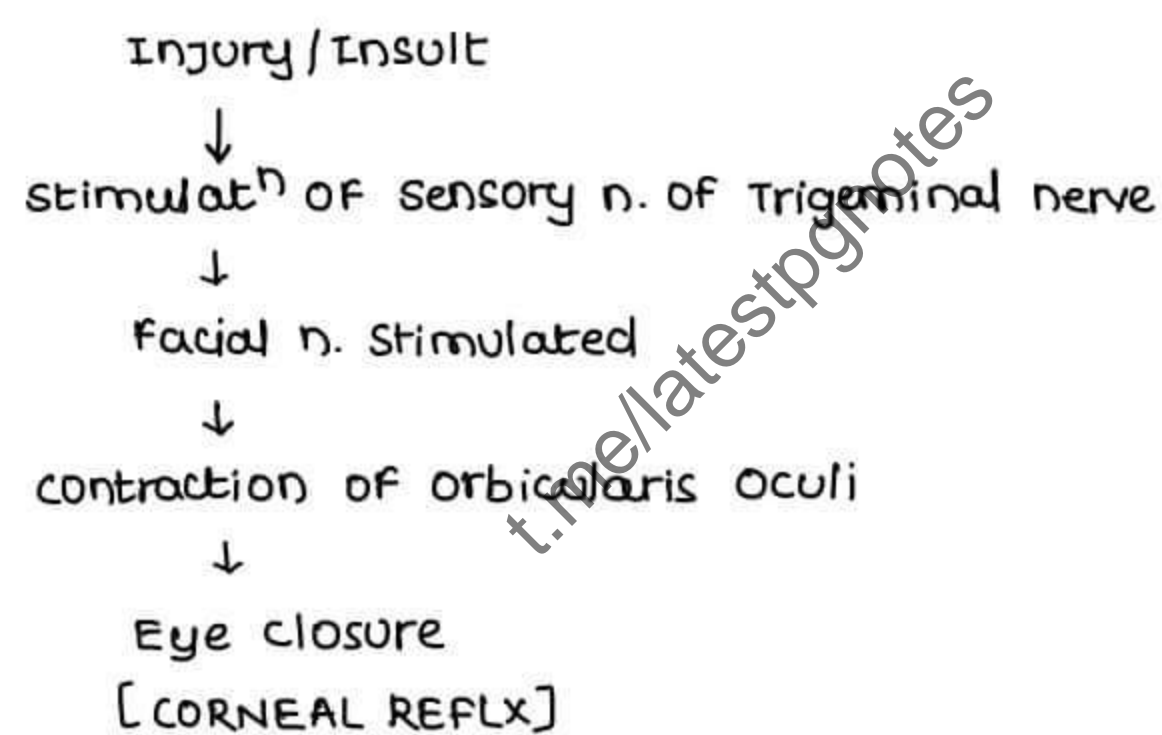 Injury / Insult
↓
stimulatⁿ of sensory n. of Trigeminal nerve
↓
Facial n. stimulated
↓
contraction of orbicularis oculi
↓
Eye closure
[CORNEAL REFLX]
t.me/latestpgnotes